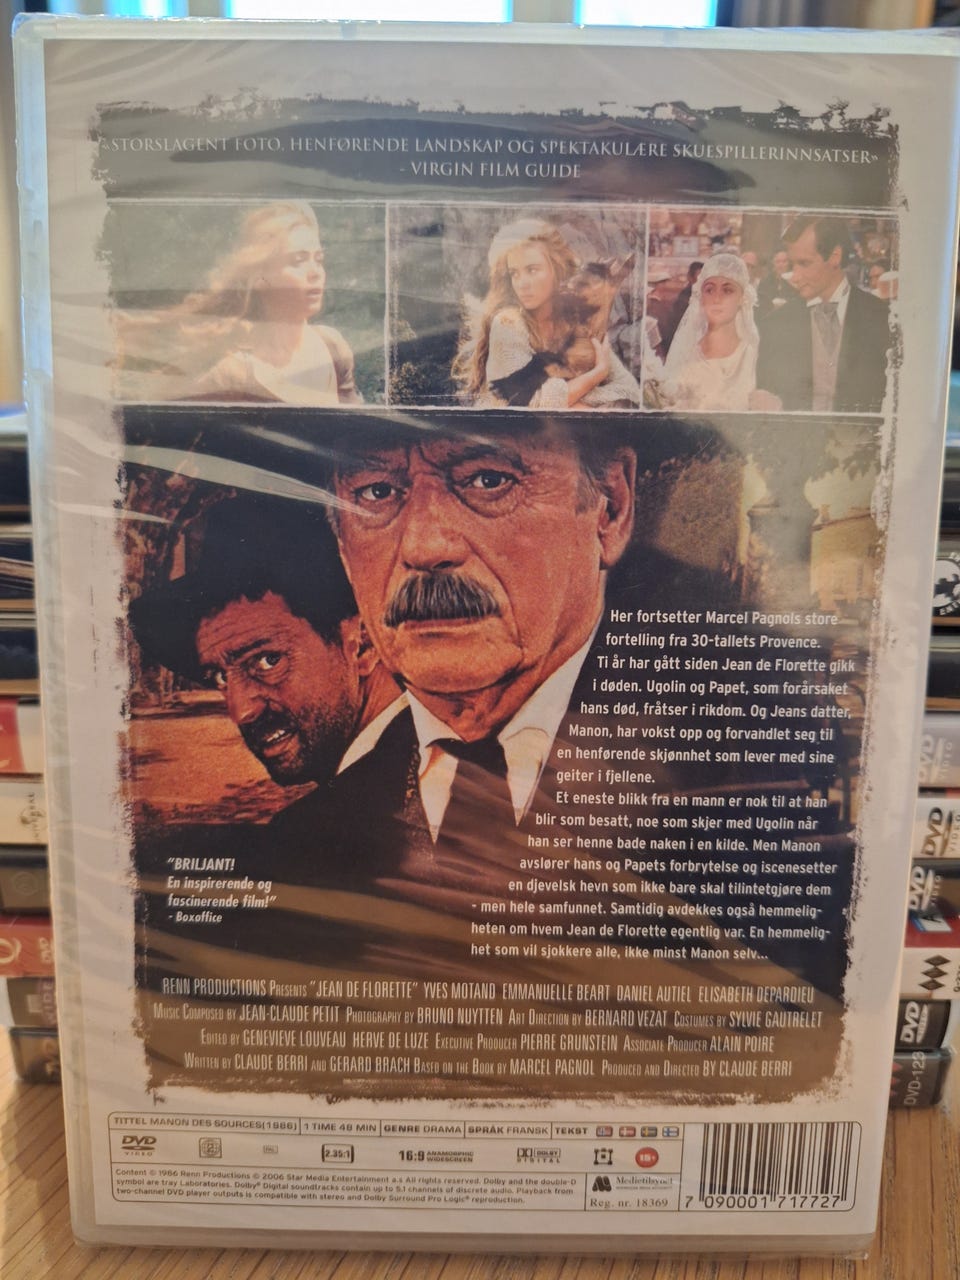 «STORSLAGENT FOTO, HENFØRENDE LANDSKAP OG SPEKTAKULÆRE SKUESPILLERINNSATSER»
- VIRGIN FILM GUIDE
Her fortsetter Marcel Pagnols store
fortelling fra 30-tallets Provence.
Ti år har gått siden Jean de Florette gikk
i døden. Ugolin og Papet, som forårsaket
hans død, fråtser i rikdom. Og Jeans datter,
Manon, har vokst opp og forvandlet seg til
en henførende skjønnhet som lever med sine
geiter i fjellene.
Et eneste blikk fra en mann er nok til at han
blir som besatt, noe som skjer med Ugolin når
han ser henne bade naken i en kilde. Men Manon
avslører hans og Papets forbrytelse og iscenesetter
en djevelsk hevn som ikke bare skal tilintetgjøre dem
- men hele samfunnet. Samtidig avdekkes også hemmelig-
heten om hvem Jean de Florette egentlig var. En hemmelig-
het som vil sjokkere alle, ikke minst Manon selv...
"BRILJANT!
En inspirerende og
fascinerende film!"
- Boxoffice
RENN PRODUCTIONS PRESENTS "JEAN DE FLORETTE" YVES MOTAND EMMANUELLE BEART DANIEL AUTIEL ELISABETH DEPARDIEU
MUSIC COMPOSED BY JEAN-CLAUDE PETIT PHOTOGRAPHY BY BRUNO NUYTTEN ART DIRECTION BY BERNARD VEZAT COSTUMES BY SYLVIE GAUTRELET
EDITED BY GENEVIEVE LOUVEAU HERVE DE LUZE EXECUTIVE PRODUCER PIERRE GRUNSTEIN ASSOCIATE PRODUCER ALAIN POIRE
WRITTEN BY CLAUDE BERRI AND GERARD BRACH BASED ON THE BOOK BY MARCEL PAGNOL PRODUCED AND DIRECTED BY CLAUDE BERRI
TITTEL MANON DES SOURCES(1986) 1 TIME 48 MIN GENRE DRAMA SPRÅK FRANSK TEKST
DVD VIDEO 2 PAL 2.35:1 16:9 ANAMORPHIC WIDESCREEN DOLBY DIGITAL 15+
Content © 1986 Renn Productions © 2006 Star Media Entertainment a.s All rights reserved. Dolby and the double-D
symbol are tray Laboratories. Dolby® Digital soundtracks contain up to 5.1 channels of discrete audio. Playback from
two-channel DVD player outputs is compatible with stereo and Dolby Surround Pro Logic® reproduction.
Medietilsynet
Reg. nr. 18369
7 090001 717727
DVD VIDEO
DVD
DVD
DVD-123